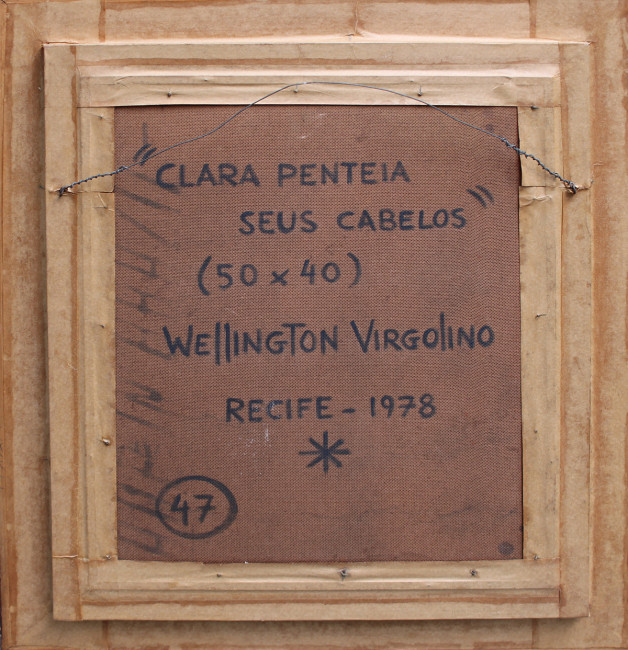 "CLARA PENTEIA
SEUS CABELOS"
(50 x 40)
WELLINGTON VIRGOLINO
RECIFE - 1978
*
47